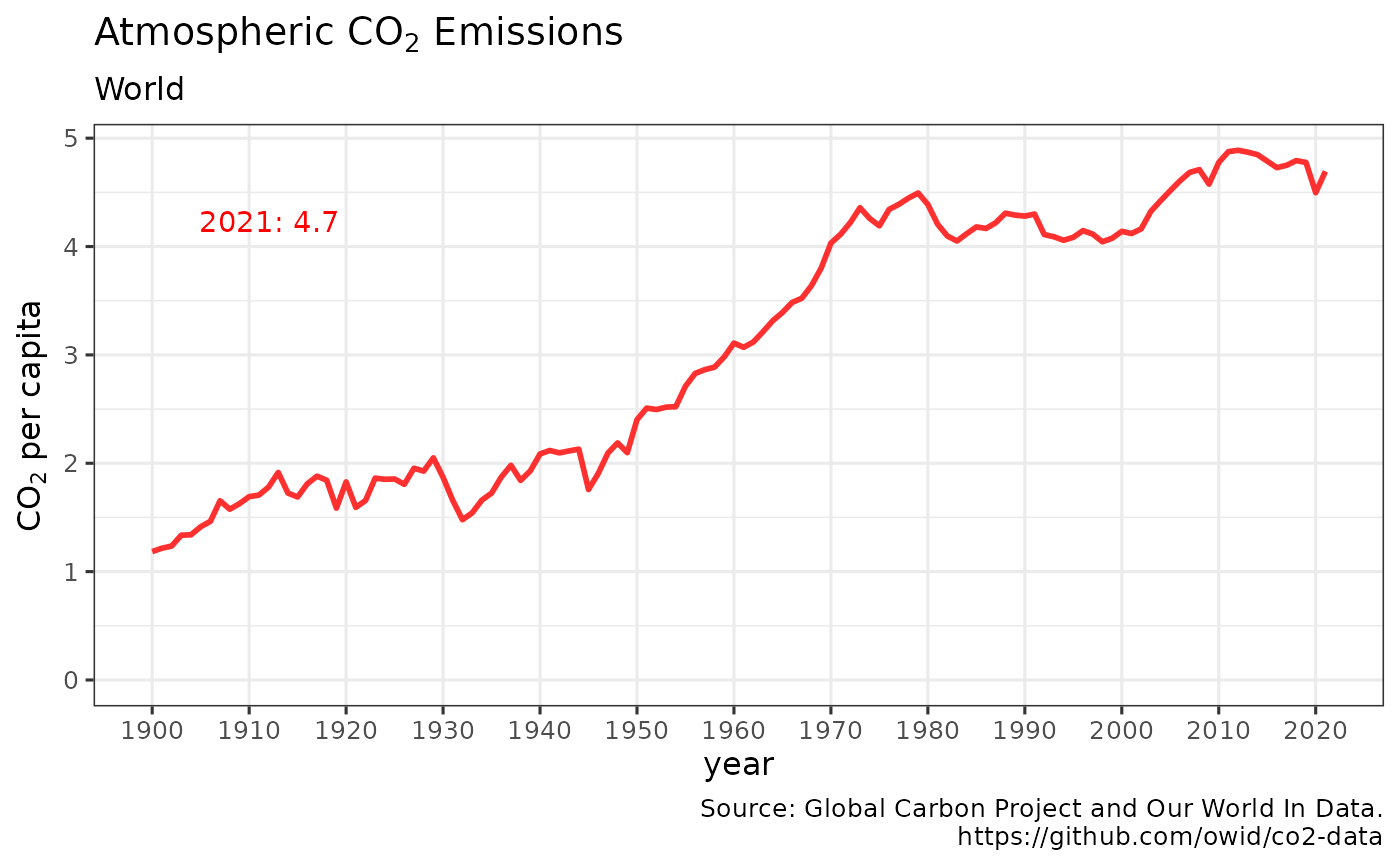 Atmospheric CO₂ Emissions
World
5
2021: 4.7
4
3
2
1
0
CO₂ per capita
1900 1910 1920 1930 1940 1950 1960 1970 1980 1990 2000 2010 2020
year
Source: Global Carbon Project and Our World In Data.
https://github.com/owid/co2-data